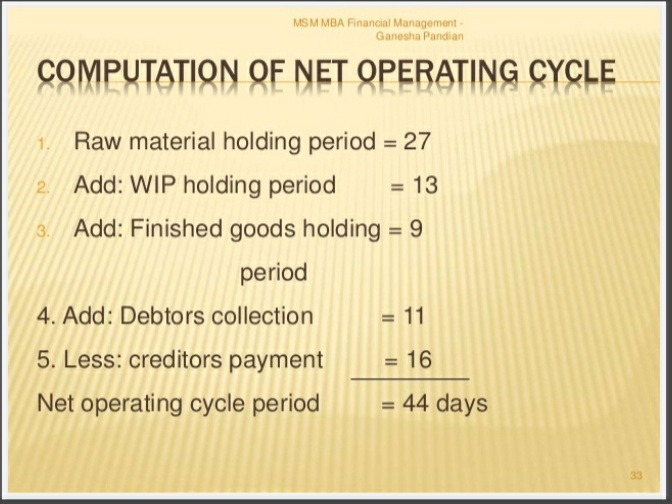 MSM MBA Financial Management -
Ganesha Pandian
COMPUTATION OF NET OPERATING CYCLE
1. Raw material holding period = 27
2. Add: WIP holding period = 13
3. Add: Finished goods holding = 9
period
4. Add: Debtors collection = 11
5. Less: creditors payment = 16
Net operating cycle period = 44 days
33